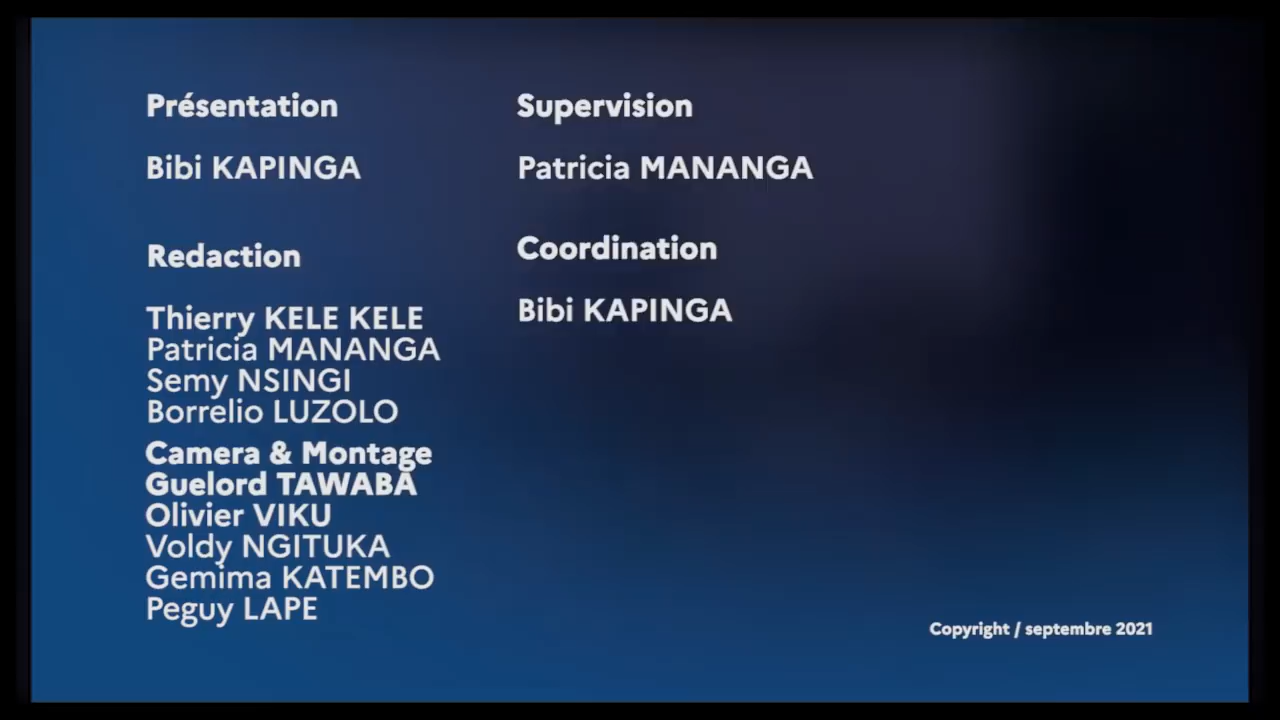 Présentation
Bibi KAPINGA
Redaction
Thierry KELE KELE
Patricia MANANGA
Semy NSINGI
Borrelio LUZOLO
Camera & Montage
Guelord TAWABA
Olivier VIKU
Voldy NGITUKA
Gemima KATEMBO
Peguy LAPE
Supervision
Patricia MANANGA
Coordination
Bibi KAPINGA
Copyright / septembre 2021